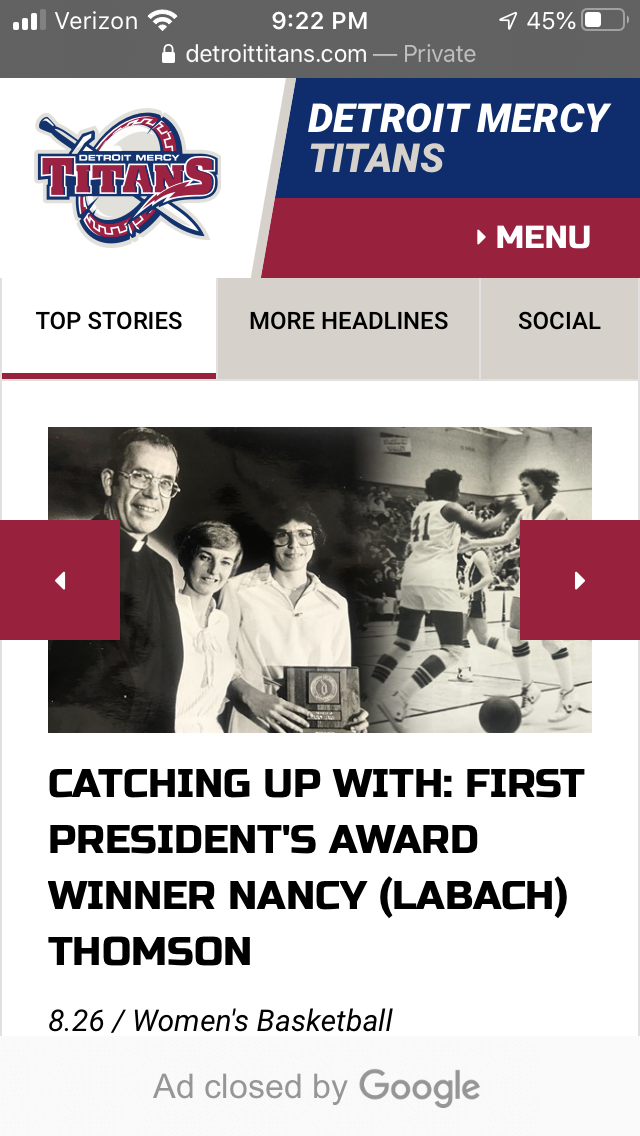 Verizon 9:22 PM 45%
detroittitans.com — Private
DETROIT MERCY
TITANS
DETROIT MERCY
TITANS
MENU
TOP STORIES MORE HEADLINES SOCIAL
41
CATCHING UP WITH: FIRST
PRESIDENT'S AWARD
WINNER NANCY (LABACH)
THOMSON
8.26 / Women's Basketball
Ad closed by Google